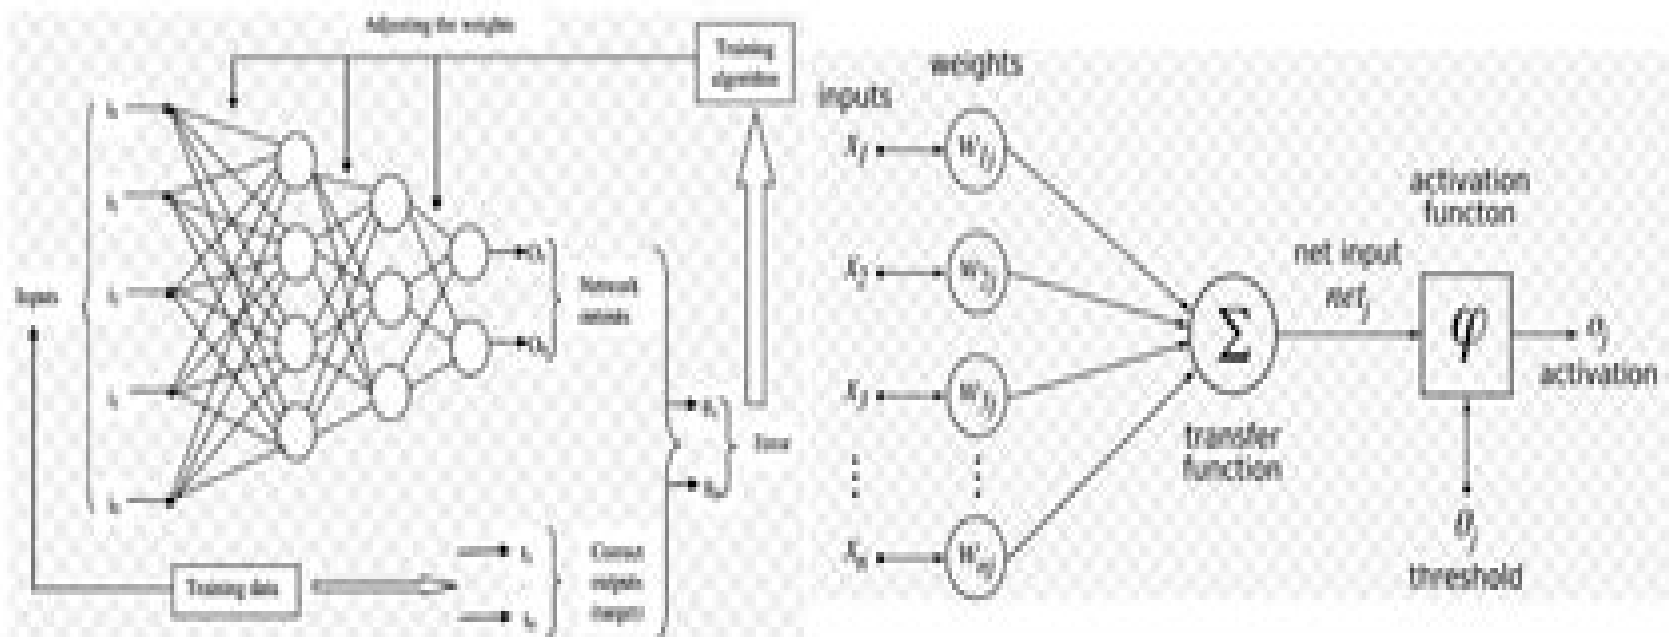 Adjusting the weights
Training
algorithm
Inputs
Network
outputs
Error
Training data
Correct
outputs
(target)
weights
inputs
x₁
w₁ⱼ
x₂
w₂ⱼ
x₃
w₃ⱼ
xₙ
wₙⱼ
Σ
transfer
function
net input
netⱼ
activation
functon
φ
oⱼ
activation
θⱼ
threshold